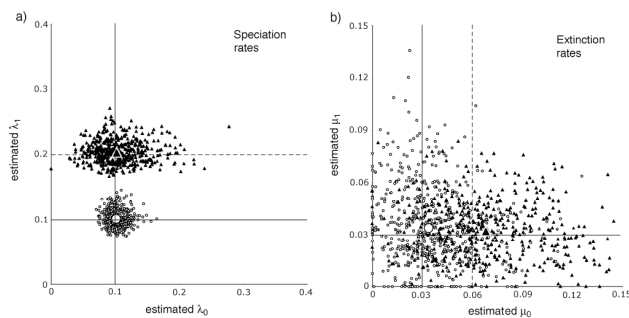 a)
Speciation
rates
estimated λ1
0.4
0.3
0.2
0.1
0
0 0.1 0.2 0.3 0.4
estimated λ0
b)
Extinction
rates
estimated μ1
0.15
0.12
0.09
0.06
0.03
0
0 0.03 0.06 0.09 0.12 0.15
estimated μ0